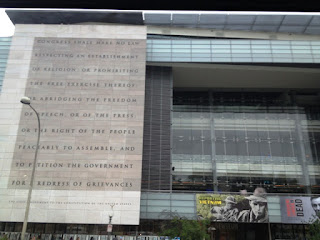 CONGRESS SHALL MAKE NO LAW
RESPECTING AN ESTABLISHMENT
OF RELIGION, OR PROHIBITING
THE FREE EXERCISE THEREOF;
OR ABRIDGING THE FREEDOM
OF SPEECH, OR OF THE PRESS;
OR THE RIGHT OF THE PEOPLE
PEACEABLY TO ASSEMBLE, AND
TO PETITION THE GOVERNMENT
FOR A REDRESS OF GRIEVANCES.
VIETNAM
DEAD